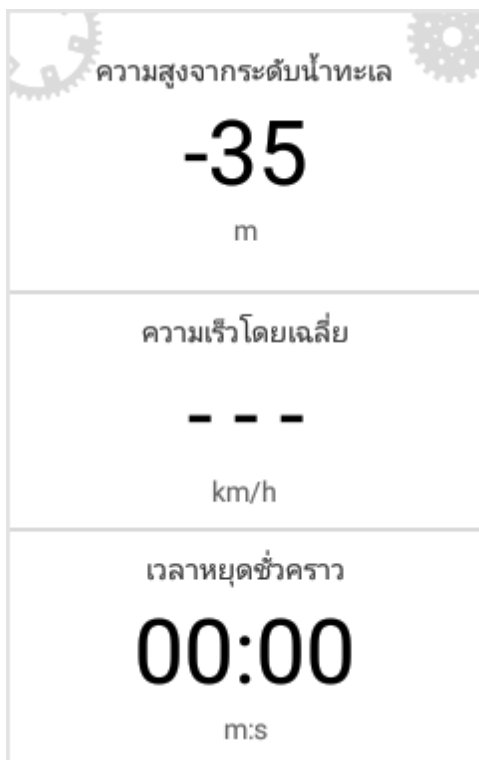 ความสูงจากระดับน้ำทะเล
-35
m
ความเร็วโดยเฉลี่ย
- - -
km/h
เวลาหยุดชั่วคราว
00:00
m:s